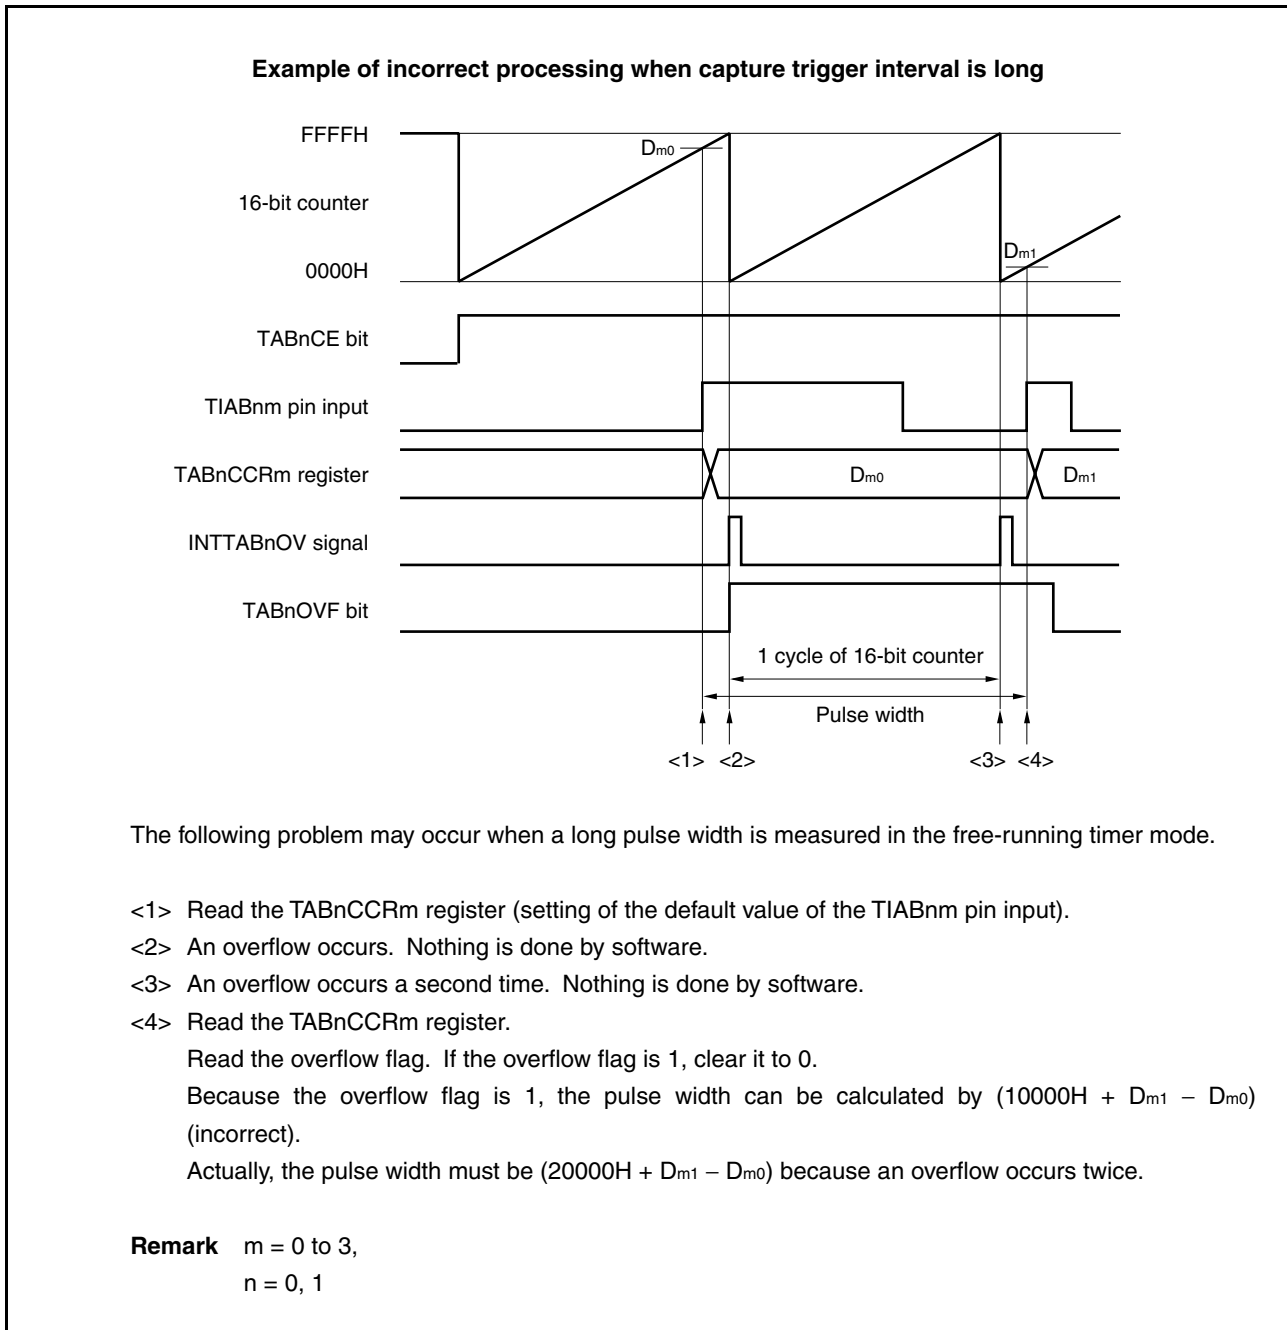 Example of incorrect processing when capture trigger interval is long
FFFFH
Dm0
16-bit counter
Dm1
0000H
TABnCE bit
TIABnm pin input
TABnCCRm register
Dm0
Dm1
INTTABnOV signal
TABnOVF bit
1 cycle of 16-bit counter
Pulse width
<1> <2> <3> <4>
The following problem may occur when a long pulse width is measured in the free-running timer mode.
<1> Read the TABnCCRm register (setting of the default value of the TIABnm pin input).
<2> An overflow occurs. Nothing is done by software.
<3> An overflow occurs a second time. Nothing is done by software.
<4> Read the TABnCCRm register.
Read the overflow flag. If the overflow flag is 1, clear it to 0.
Because the overflow flag is 1, the pulse width can be calculated by (10000H + Dm1 − Dm0)
(incorrect).
Actually, the pulse width must be (20000H + Dm1 − Dm0) because an overflow occurs twice.
Remark m = 0 to 3,
n = 0, 1